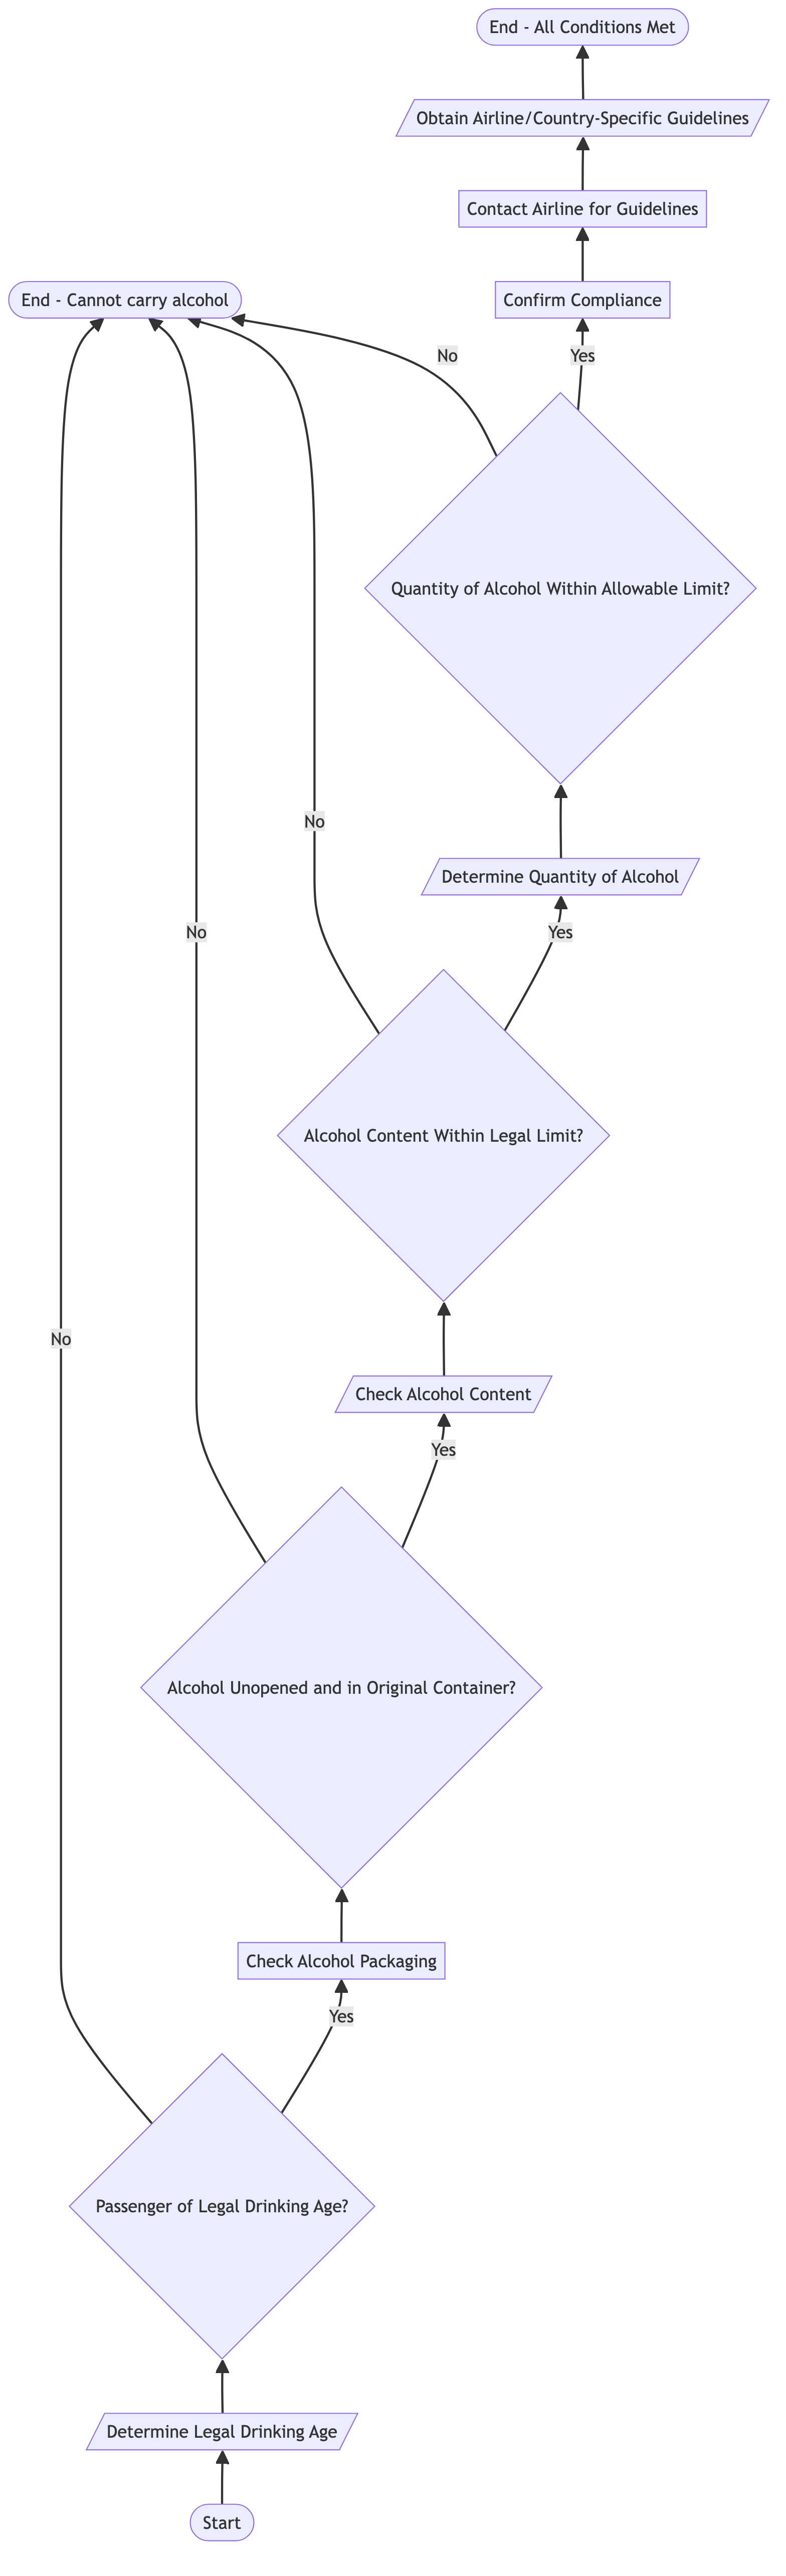 End - All Conditions Met
Obtain Airline/Country-Specific Guidelines
Contact Airline for Guidelines
End - Cannot carry alcohol
Confirm Compliance
No
Yes
Quantity of Alcohol Within Allowable Limit?
No
Determine Quantity of Alcohol
No
Yes
Alcohol Content Within Legal Limit?
No
Check Alcohol Content
Yes
Alcohol Unopened and in Original Container?
Check Alcohol Packaging
Yes
Passenger of Legal Drinking Age?
Determine Legal Drinking Age
Start